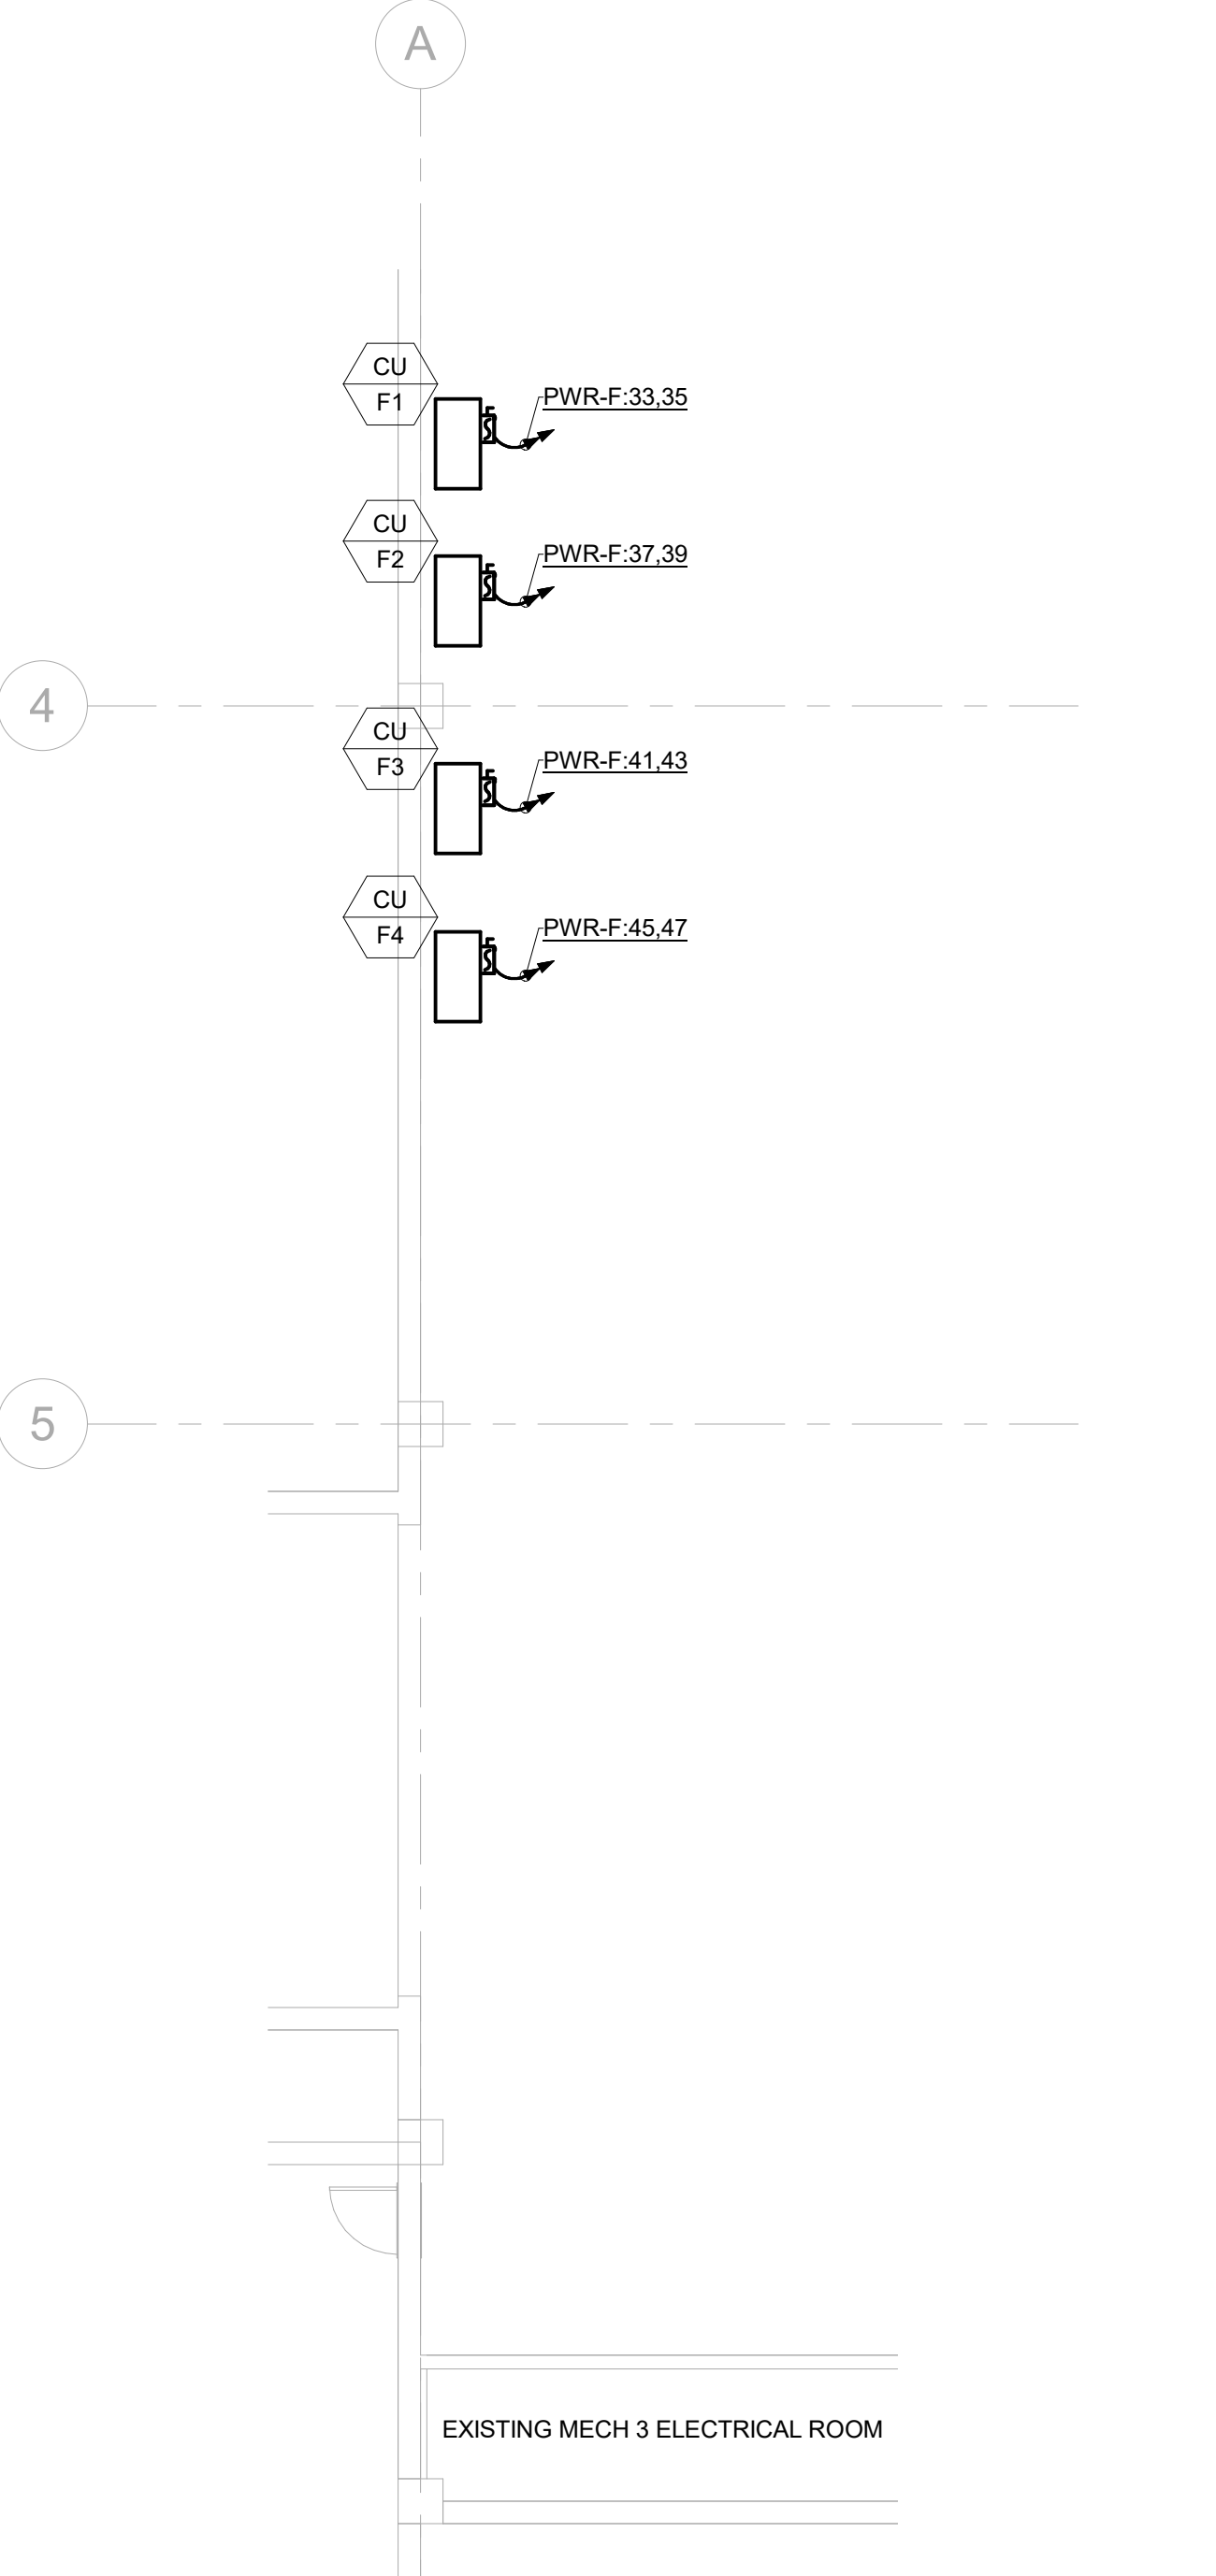 A
CU
F1
PWR-F:33,35
CU
F2
PWR-F:37,39
4
CU
F3
PWR-F:41,43
CU
F4
PWR-F:45,47
5
EXISTING MECH 3 ELECTRICAL ROOM